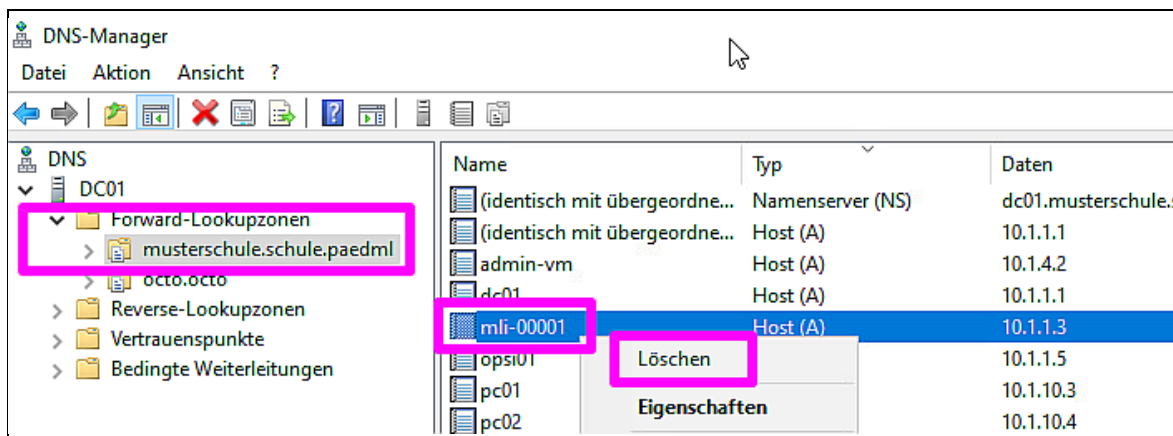 DNS-Manager
Datei Aktion Ansicht ?
DNS
DC01
Forward-Lookupzonen
musterschule.schule.paedml
octo.octo
Reverse-Lookupzonen
Vertrauenspunkte
Bedingte Weiterleitungen
Name Typ Daten
(identisch mit übergeordne... Namenserver (NS) dc01.musterschule.s
(identisch mit übergeordne... Host (A) 10.1.1.1
admin-vm Host (A) 10.1.4.2
dc01 Host (A) 10.1.1.1
mli-00001 Host (A) 10.1.1.3
opsi01 10.1.1.5
pc01 10.1.10.3
pc02 10.1.10.4
Löschen
Eigenschaften